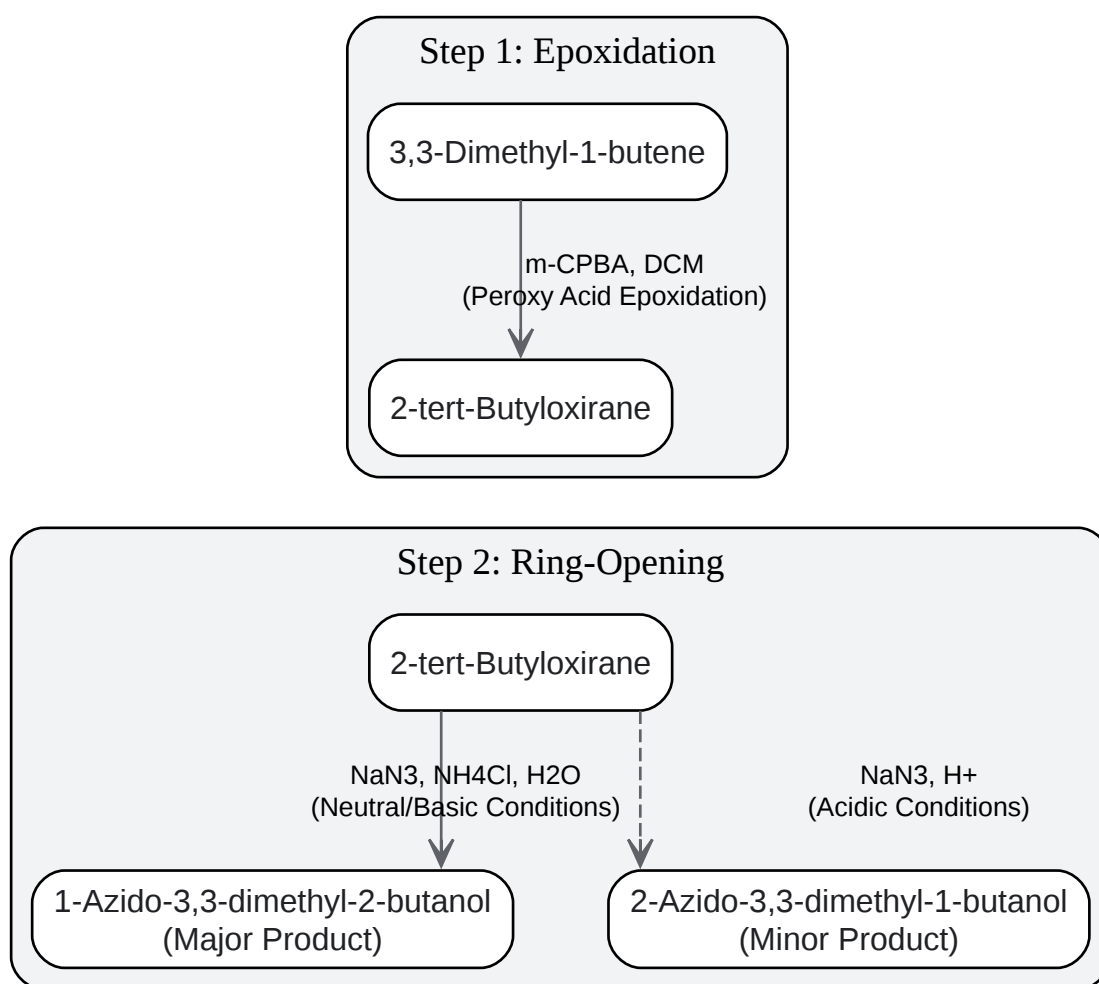 Step 1: Epoxidation
3,3-Dimethyl-1-butene
m-CPBA, DCM
(Peroxy Acid Epoxidation)
2-tert-Butyloxirane
Step 2: Ring-Opening
2-tert-Butyloxirane
NaN3, NH4Cl, H2O
(Neutral/Basic Conditions)
NaN3, H+
(Acidic Conditions)
1-Azido-3,3-dimethyl-2-butanol
(Major Product)
2-Azido-3,3-dimethyl-1-butanol
(Minor Product)